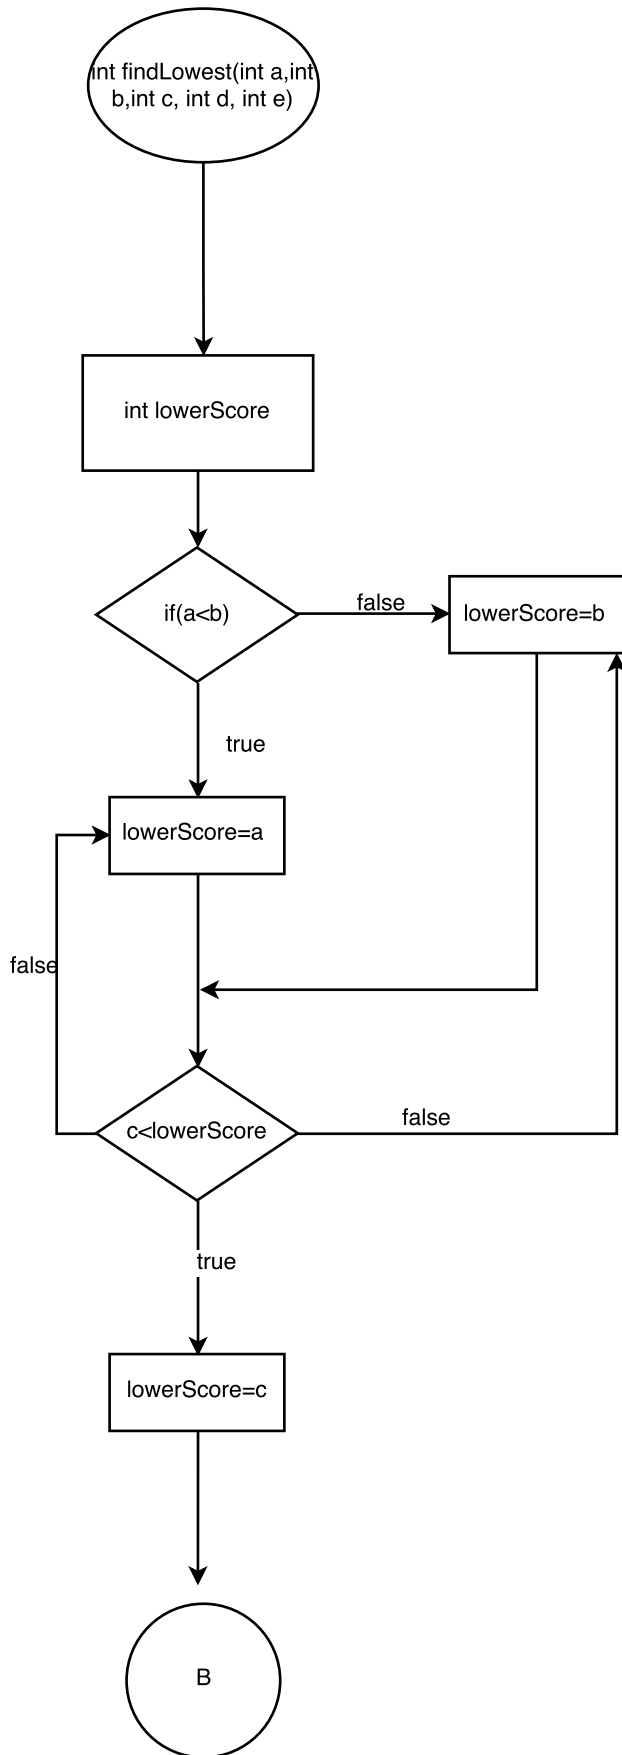 int findLowest(int a,int
b,int c, int d, int e)
int lowerScore
if(a<b)
false
lowerScore=b
true
lowerScore=a
false
c<lowerScore
false
true
lowerScore=c
B